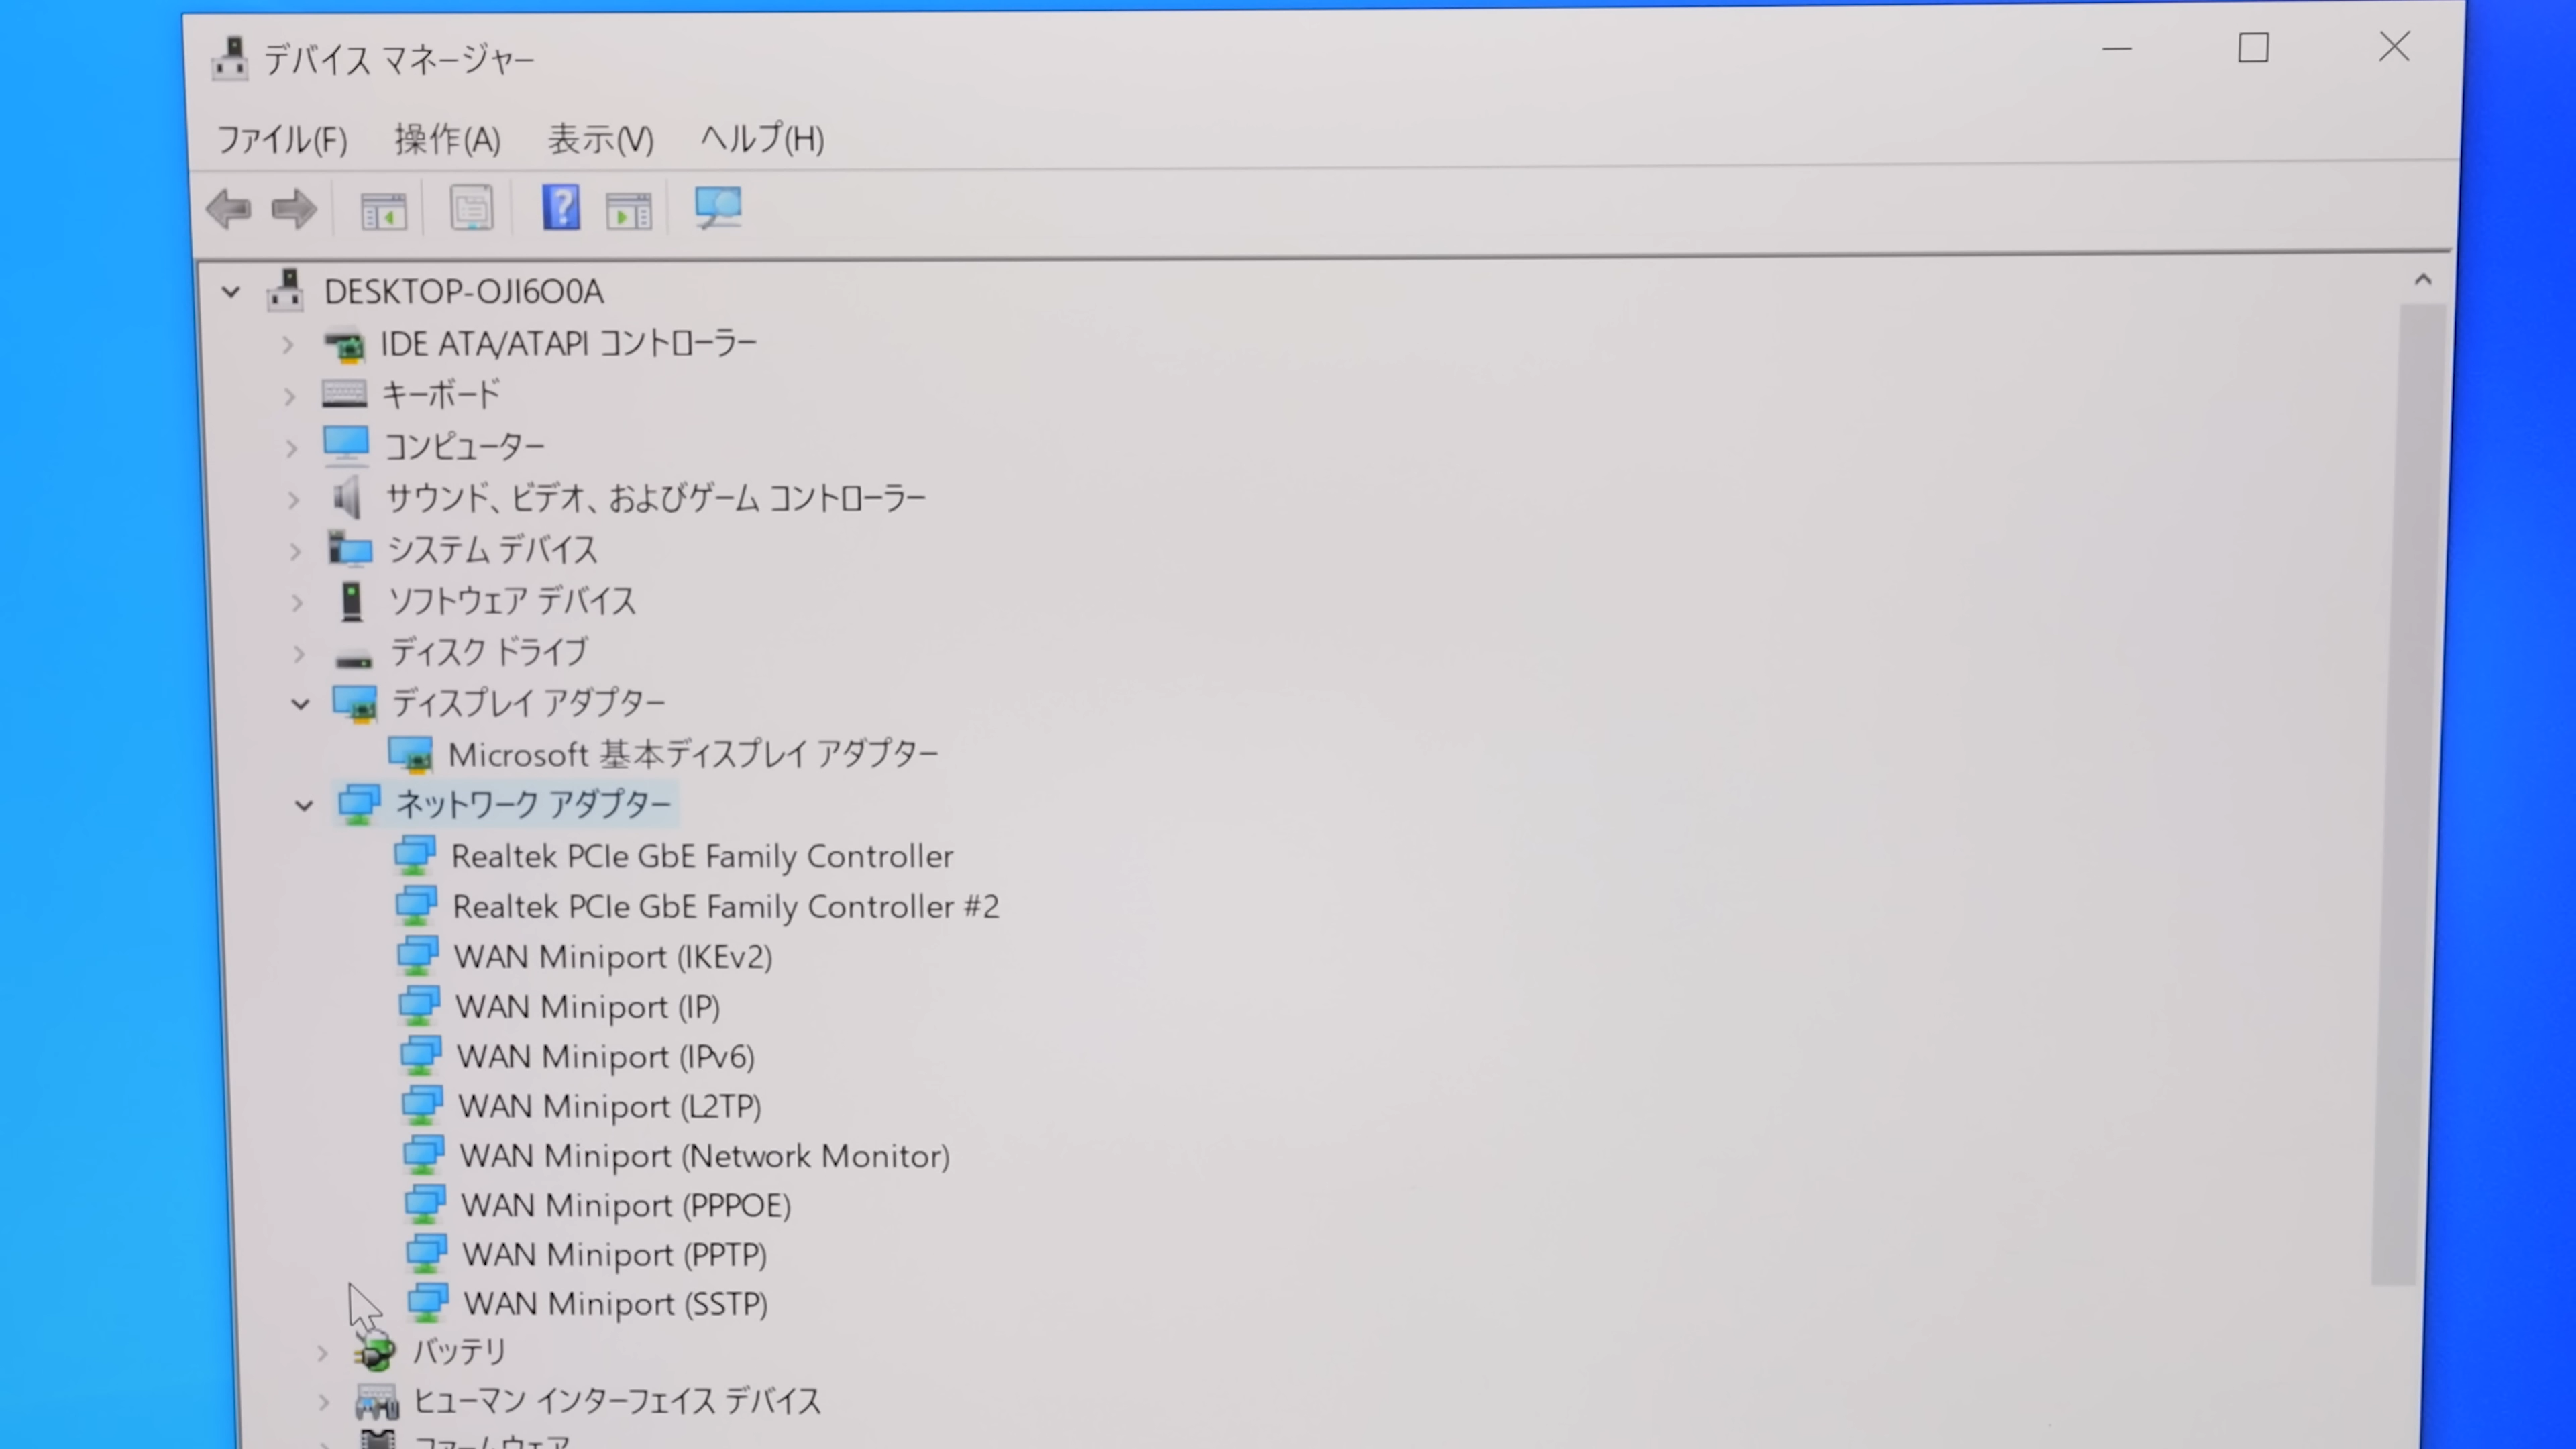 デバイス マネージャー
ファイル(F) 操作(A) 表示(V) ヘルプ(H)
DESKTOP-OJI6O0A
IDE ATA/ATAPI コントローラー
キーボード
コンピューター
サウンド、ビデオ、およびゲーム コントローラー
システム デバイス
ソフトウェア デバイス
ディスク ドライブ
ディスプレイ アダプター
Microsoft 基本ディスプレイ アダプター
ネットワーク アダプター
Realtek PCIe GbE Family Controller
Realtek PCIe GbE Family Controller #2
WAN Miniport (IKEv2)
WAN Miniport (IP)
WAN Miniport (IPv6)
WAN Miniport (L2TP)
WAN Miniport (Network Monitor)
WAN Miniport (PPPOE)
WAN Miniport (PPTP)
WAN Miniport (SSTP)
バッテリ
ヒューマン インターフェイス デバイス
ファームウェア